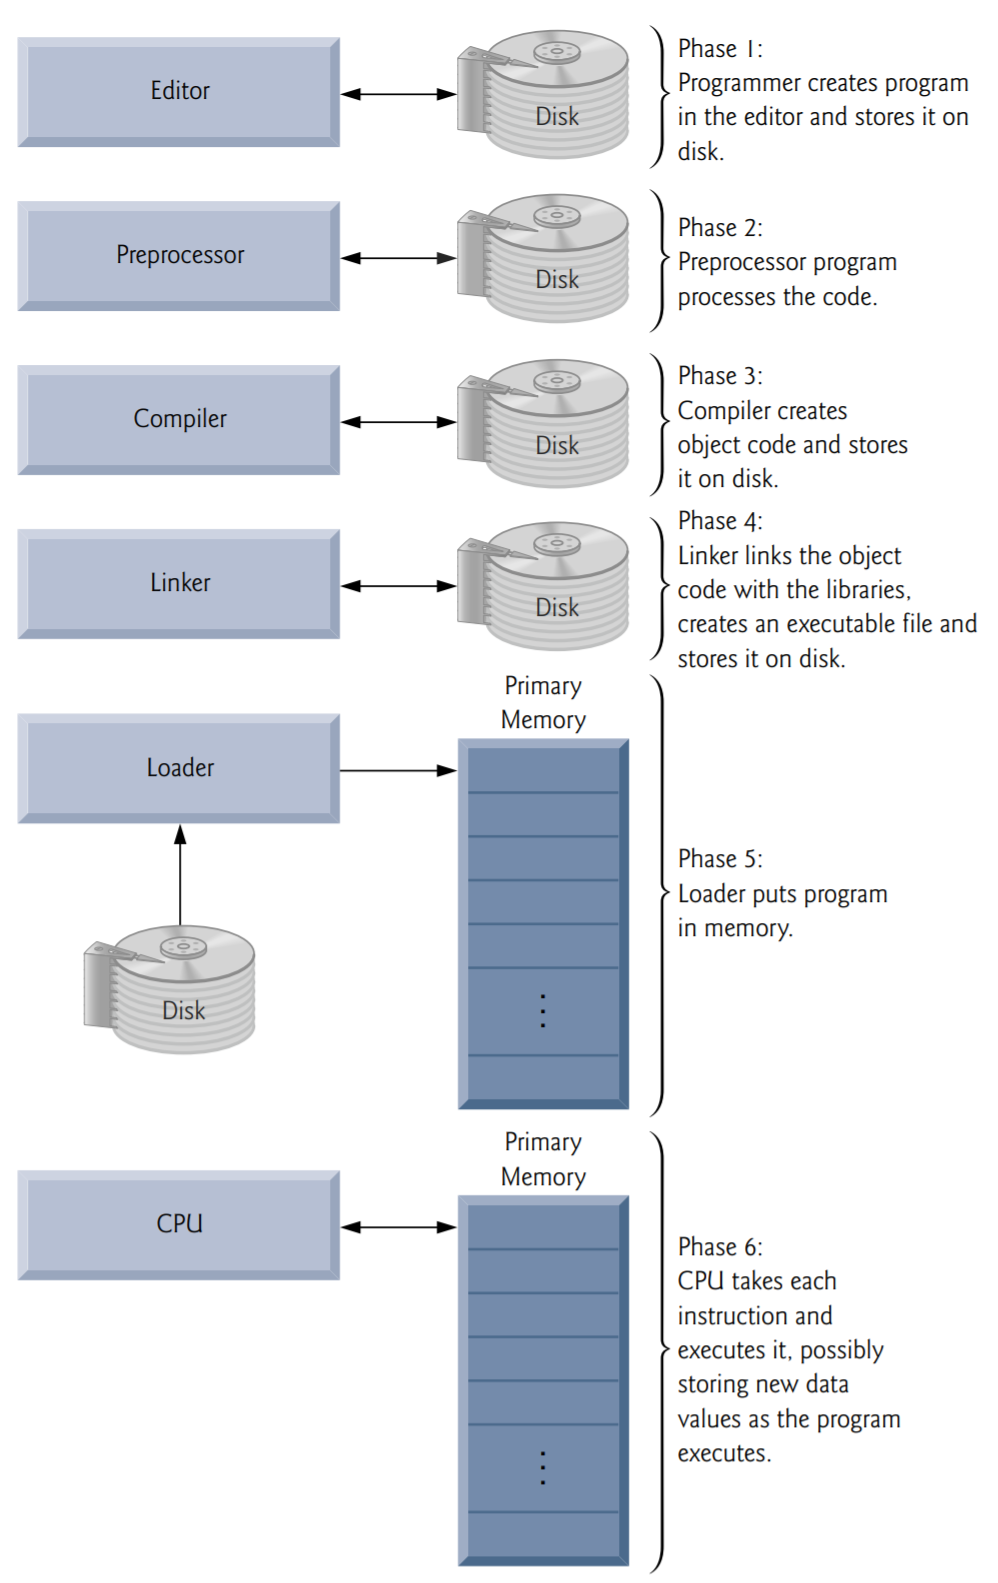 Editor
Disk
Phase 1:
Programmer creates program
in the editor and stores it on
disk.
Preprocessor
Disk
Phase 2:
Preprocessor program
processes the code.
Compiler
Disk
Phase 3:
Compiler creates
object code and stores
it on disk.
Linker
Disk
Phase 4:
Linker links the object
code with the libraries,
creates an executable file and
stores it on disk.
Primary
Memory
Loader
Disk
Phase 5:
Loader puts program
in memory.
Primary
Memory
CPU
Phase 6:
CPU takes each
instruction and
executes it, possibly
storing new data
values as the program
executes.